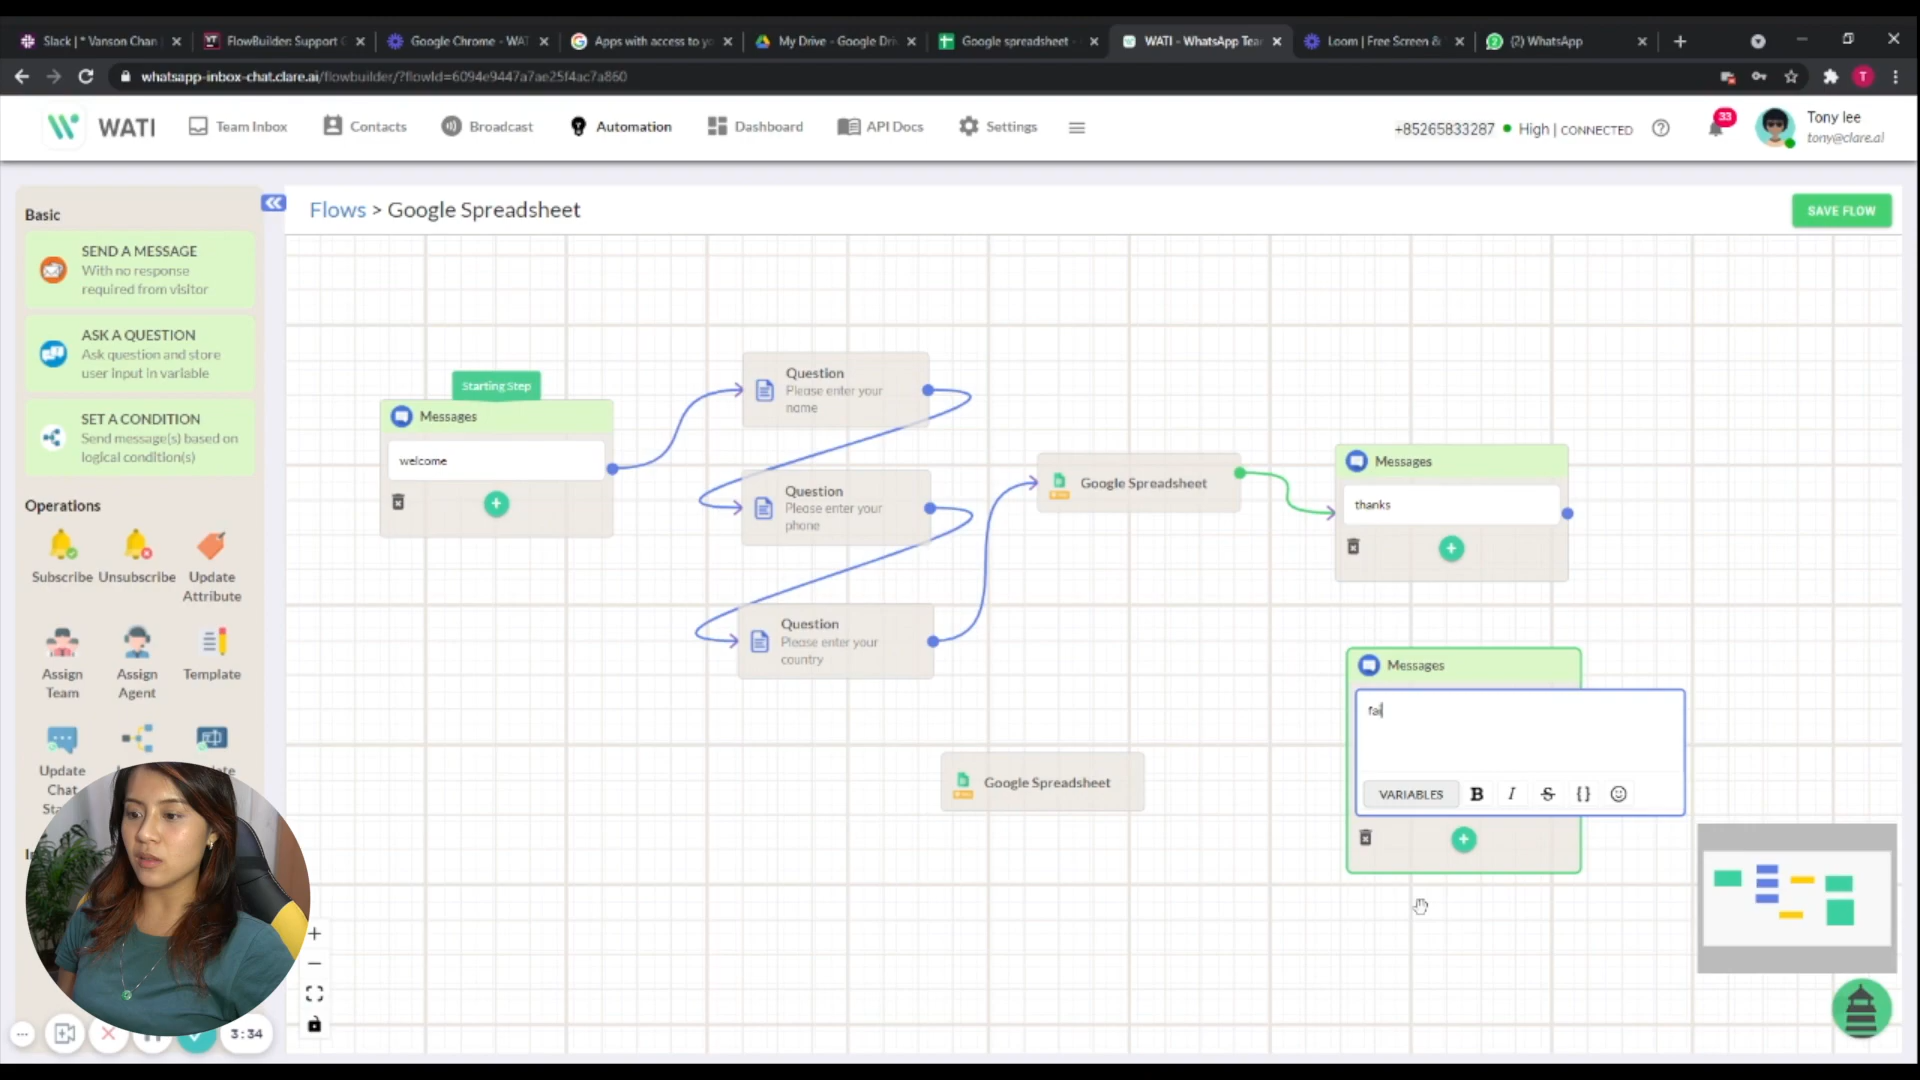 Slack | * Vanson Chan
FlowBuilder: Support
Google Chrome - WAT
Apps with access to yo
My Drive - Google Dri
Google spreadsheet -
WATI - WhatsApp Tea
Loom | Free Screen &
(2) WhatsApp
whatsapp-inbox-chat.clare.ai/flowbuilder/?flowId=6094e9447a7ae25f4ac7a860
T
WATI
Team Inbox
Contacts
Broadcast
Automation
Dashboard
API Docs
Settings
+85265833287
High | CONNECTED
33
Tony lee
tony@clare.ai
Flows > Google Spreadsheet
SAVE FLOW
Basic
SEND A MESSAGE
With no response
required from visitor
ASK A QUESTION
Ask question and store
user input in variable
SET A CONDITION
Send message(s) based on
logical condition(s)
Operations
Subscribe
Unsubscribe
Update
Attribute
Assign
Team
Assign
Agent
Template
Update
Chat
Starting Step
Messages
welcome
Question
Please enter your
name
Question
Please enter your
phone
Question
Please enter your
country
Google Spreadsheet
Google Spreadsheet
Messages
thanks
Messages
fai
VARIABLES
B
I
S
{}
3:34